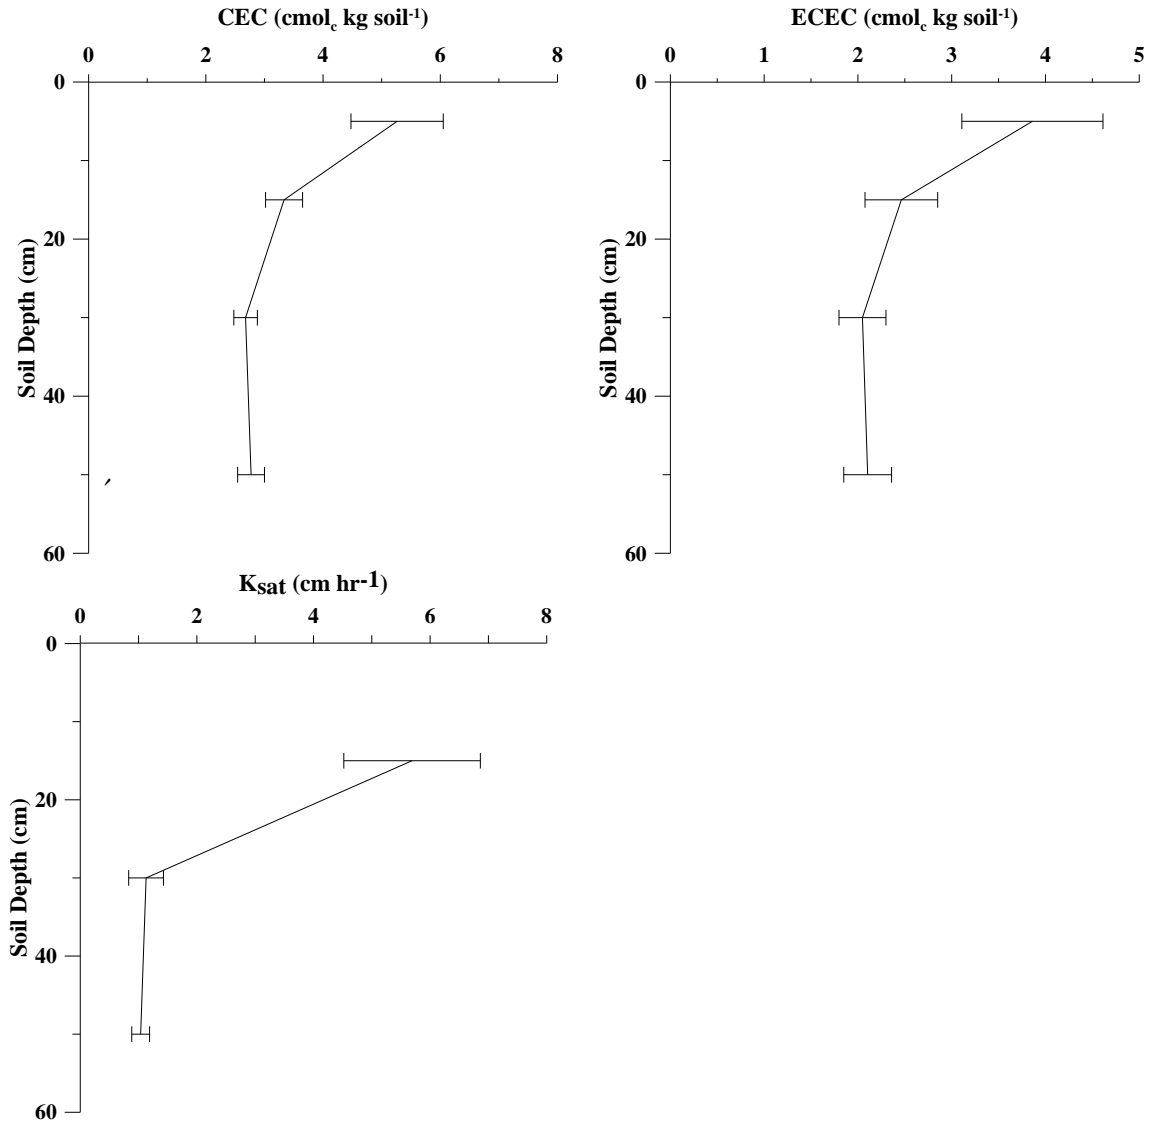 CEC (cmolc kg soil-1)
0 2 4 6 8
0
20
40
60
Soil Depth (cm)
ECEC (cmolc kg soil-1)
0 1 2 3 4 5
0
20
40
60
Soil Depth (cm)
Ksat (cm hr-1)
0 2 4 6 8
0
20
40
60
Soil Depth (cm)